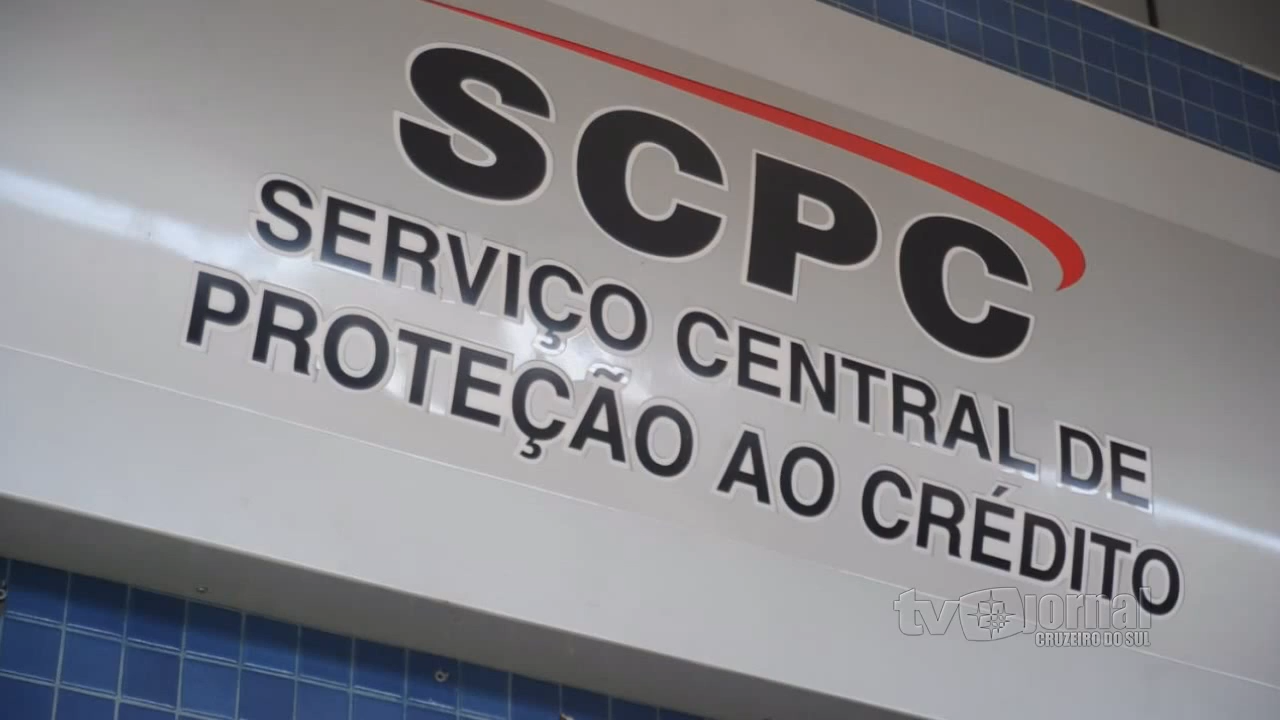 SCPC
SERVIÇO CENTRAL DE
PROTEÇÃO AO CRÉDITO
tv jornal
CRUZEIRO DO SUL